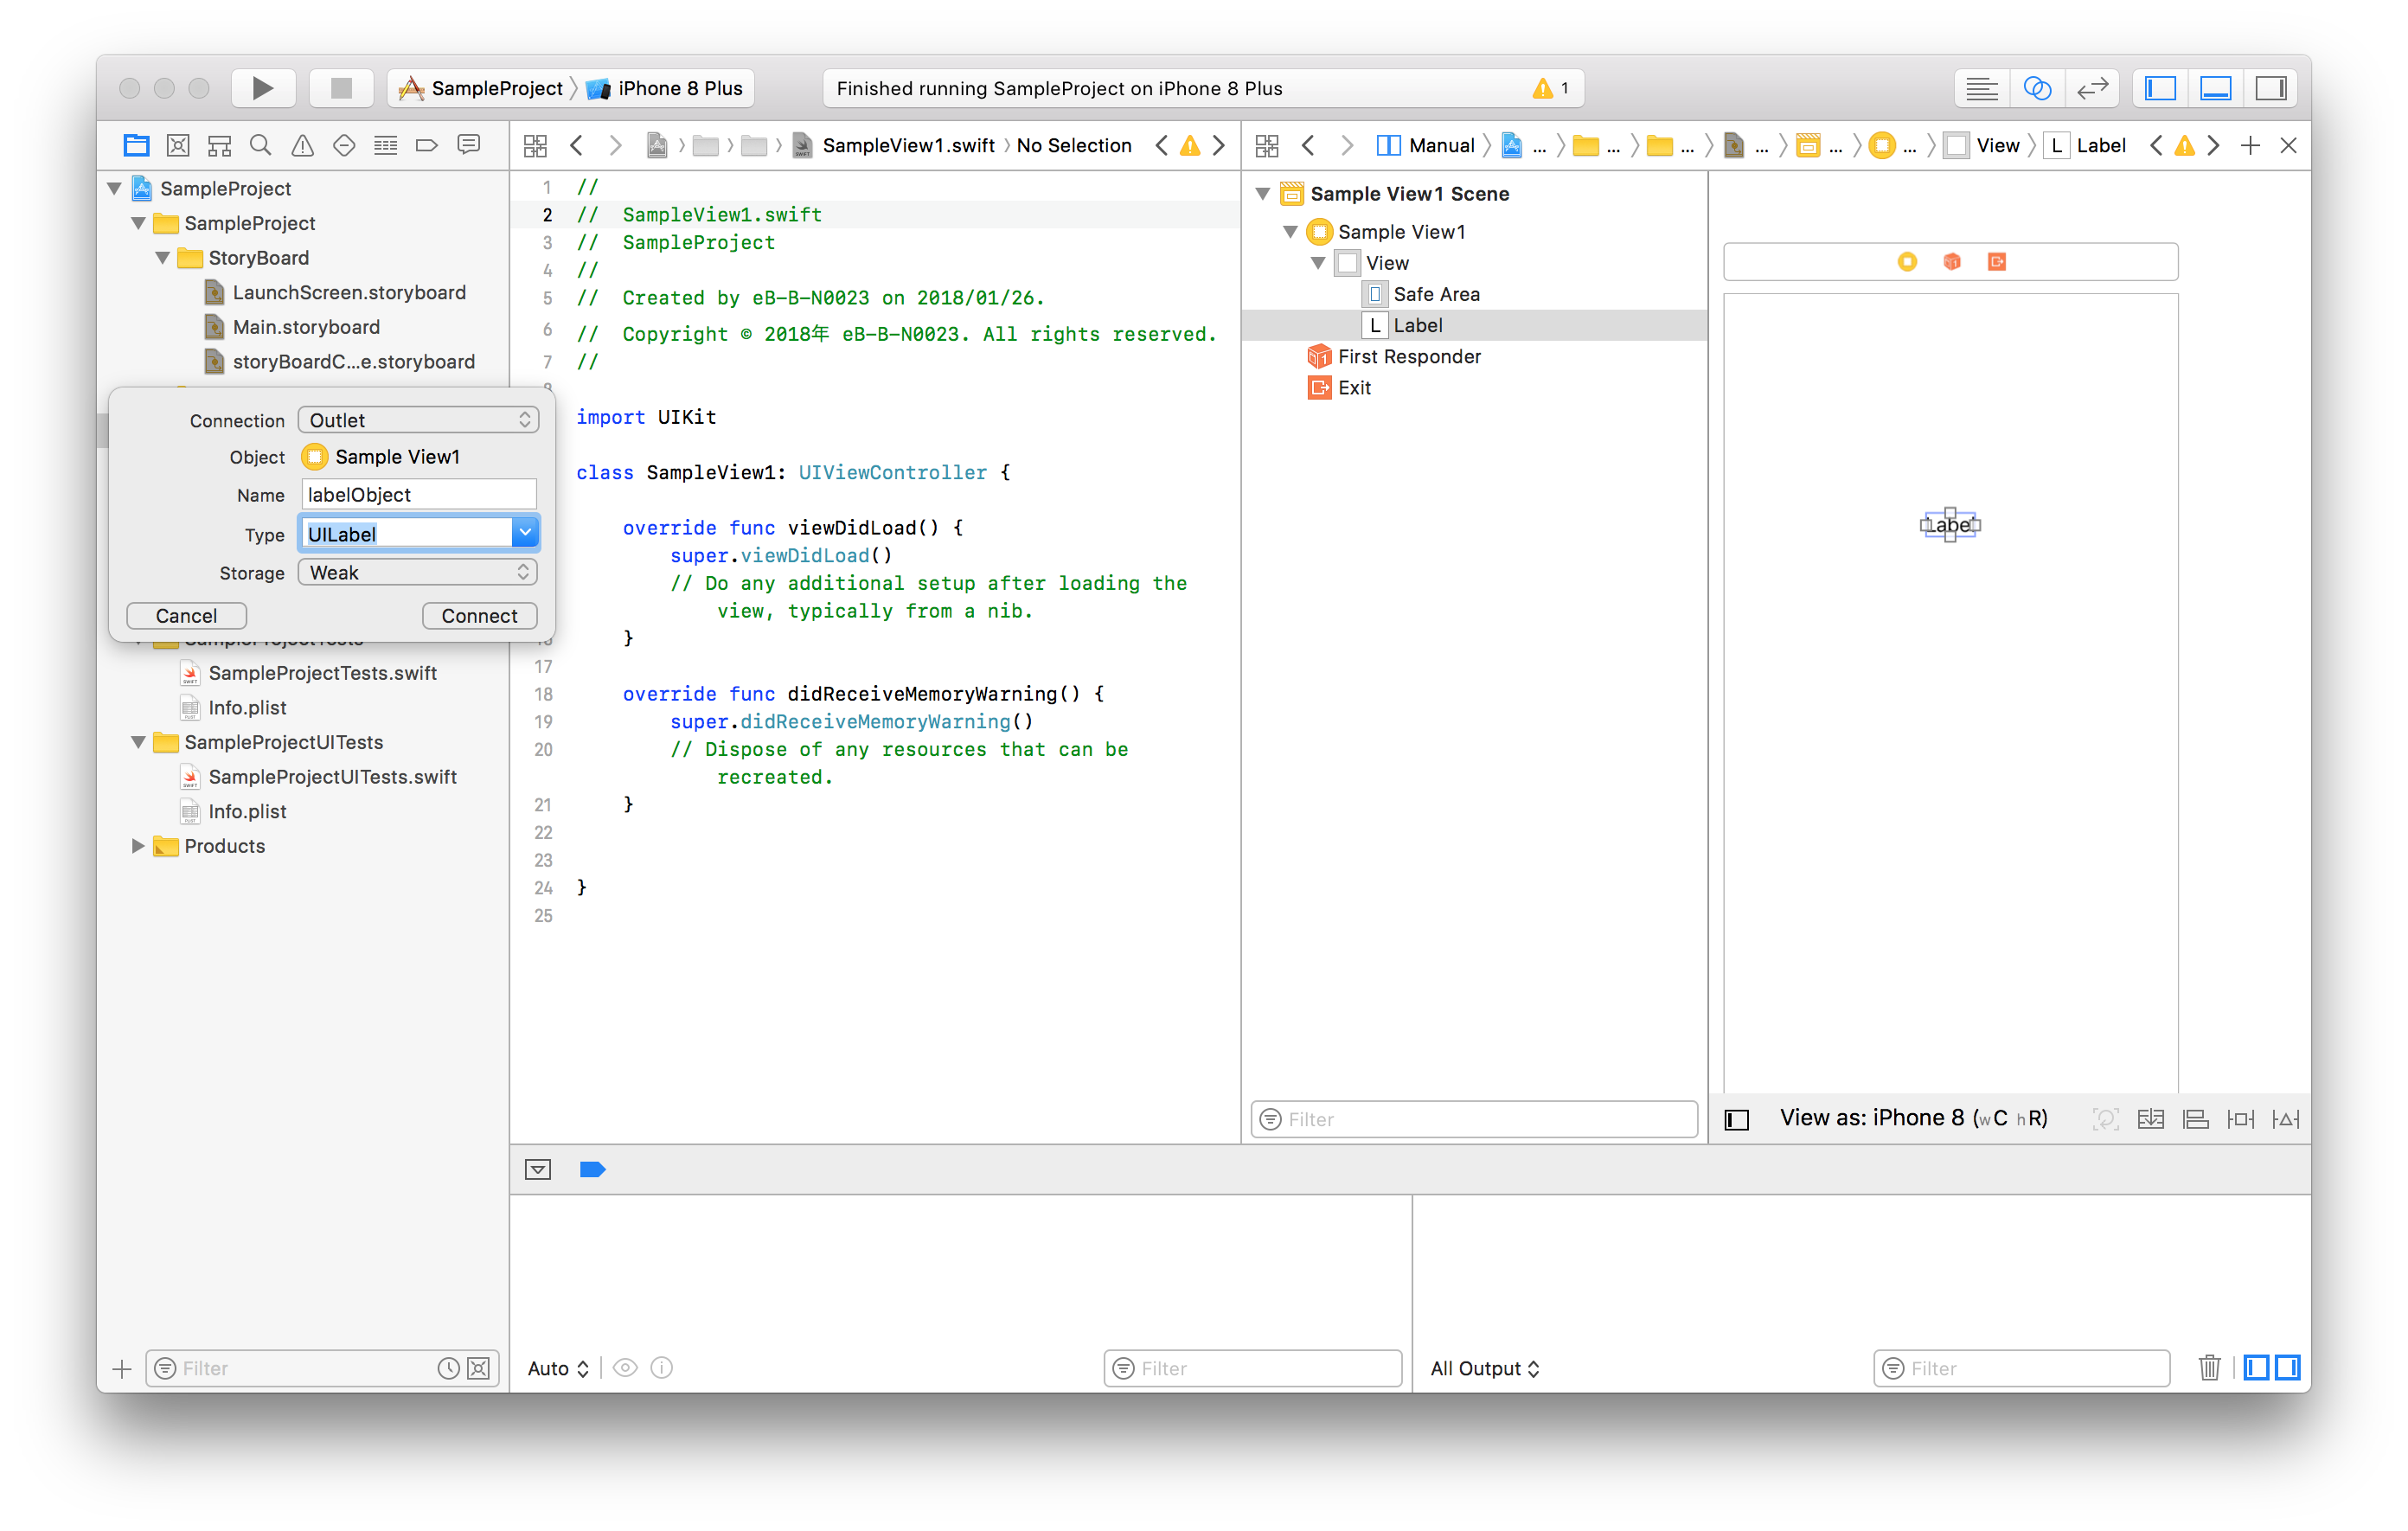 SampleProject 〉 iPhone 8 Plus
Finished running SampleProject on iPhone 8 Plus
1
SampleView1.swift 〉 No Selection
Manual 〉 ... 〉 ... 〉 ... 〉 ... 〉 ... 〉 ... 〉 View 〉 L Label
SampleProject
SampleProject
StoryBoard
LaunchScreen.storyboard
Main.storyboard
storyBoardC...e.storyboard
Connection Outlet
Object Sample View1
Name labelObject
Type UILabel
Storage Weak
Cancel Connect
SampleProjectTests
SampleProjectTests.swift
Info.plist
SampleProjectUITests
SampleProjectUITests.swift
Info.plist
Products
Filter
1 //
2 // SampleView1.swift
3 // SampleProject
4 //
5 // Created by eB-B-N0023 on 2018/01/26.
6 // Copyright © 2018年 eB-B-N0023. All rights reserved.
7 //
8
import UIKit
class SampleView1: UIViewController {
override func viewDidLoad() {
super.viewDidLoad()
// Do any additional setup after loading the
view, typically from a nib.
16 }
17
18 override func didReceiveMemoryWarning() {
19 super.didReceiveMemoryWarning()
20 // Dispose of any resources that can be
recreated.
21 }
22
23
24 }
25
Sample View1 Scene
Sample View1
View
Safe Area
L Label
First Responder
Exit
Filter
Label
View as: iPhone 8 (wC hR)
Auto
Filter
All Output
Filter